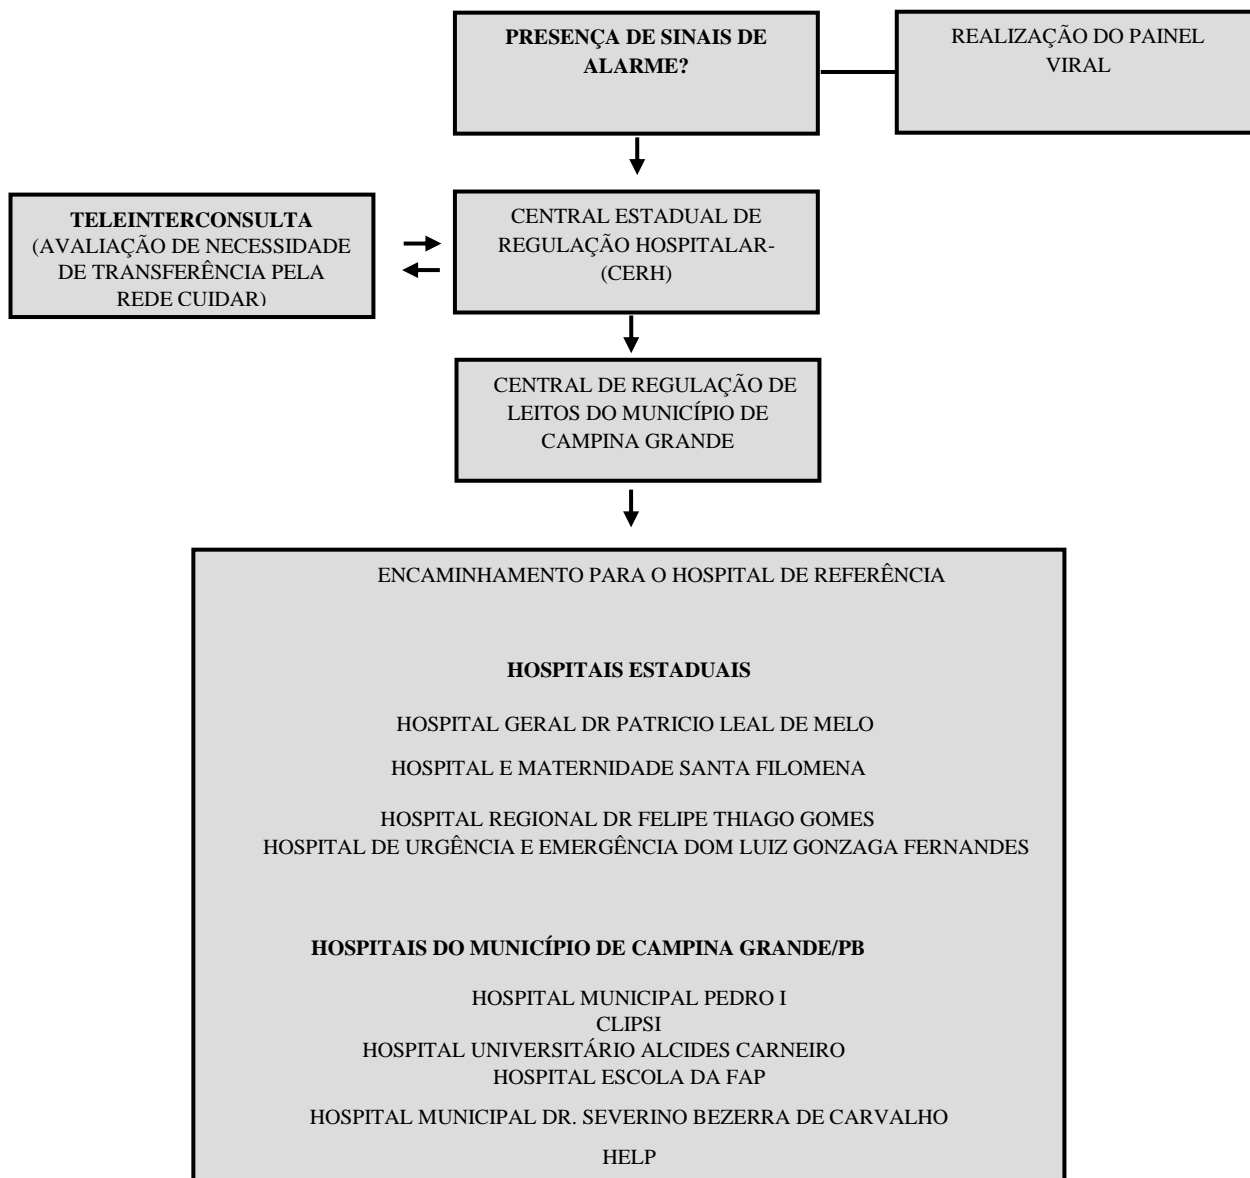 PRESENÇA DE SINAIS DE
ALARME?
REALIZAÇÃO DO PAINEL
VIRAL
TELEINTERCONSULTA
(AVALIAÇÃO DE NECESSIDADE
DE TRANSFERÊNCIA PELA
REDE CUIDAR)
CENTRAL ESTADUAL DE
REGULAÇÃO HOSPITALAR-
(CERH)
CENTRAL DE REGULAÇÃO DE
LEITOS DO MUNICÍPIO DE
CAMPINA GRANDE
ENCAMINHAMENTO PARA O HOSPITAL DE REFERÊNCIA
HOSPITAIS ESTADUAIS
HOSPITAL GERAL DR PATRICIO LEAL DE MELO
HOSPITAL E MATERNIDADE SANTA FILOMENA
HOSPITAL REGIONAL DR FELIPE THIAGO GOMES
HOSPITAL DE URGÊNCIA E EMERGÊNCIA DOM LUIZ GONZAGA FERNANDES
HOSPITAIS DO MUNICÍPIO DE CAMPINA GRANDE/PB
HOSPITAL MUNICIPAL PEDRO I
CLIPSI
HOSPITAL UNIVERSITÁRIO ALCIDES CARNEIRO
HOSPITAL ESCOLA DA FAP
HOSPITAL MUNICIPAL DR. SEVERINO BEZERRA DE CARVALHO
HELP